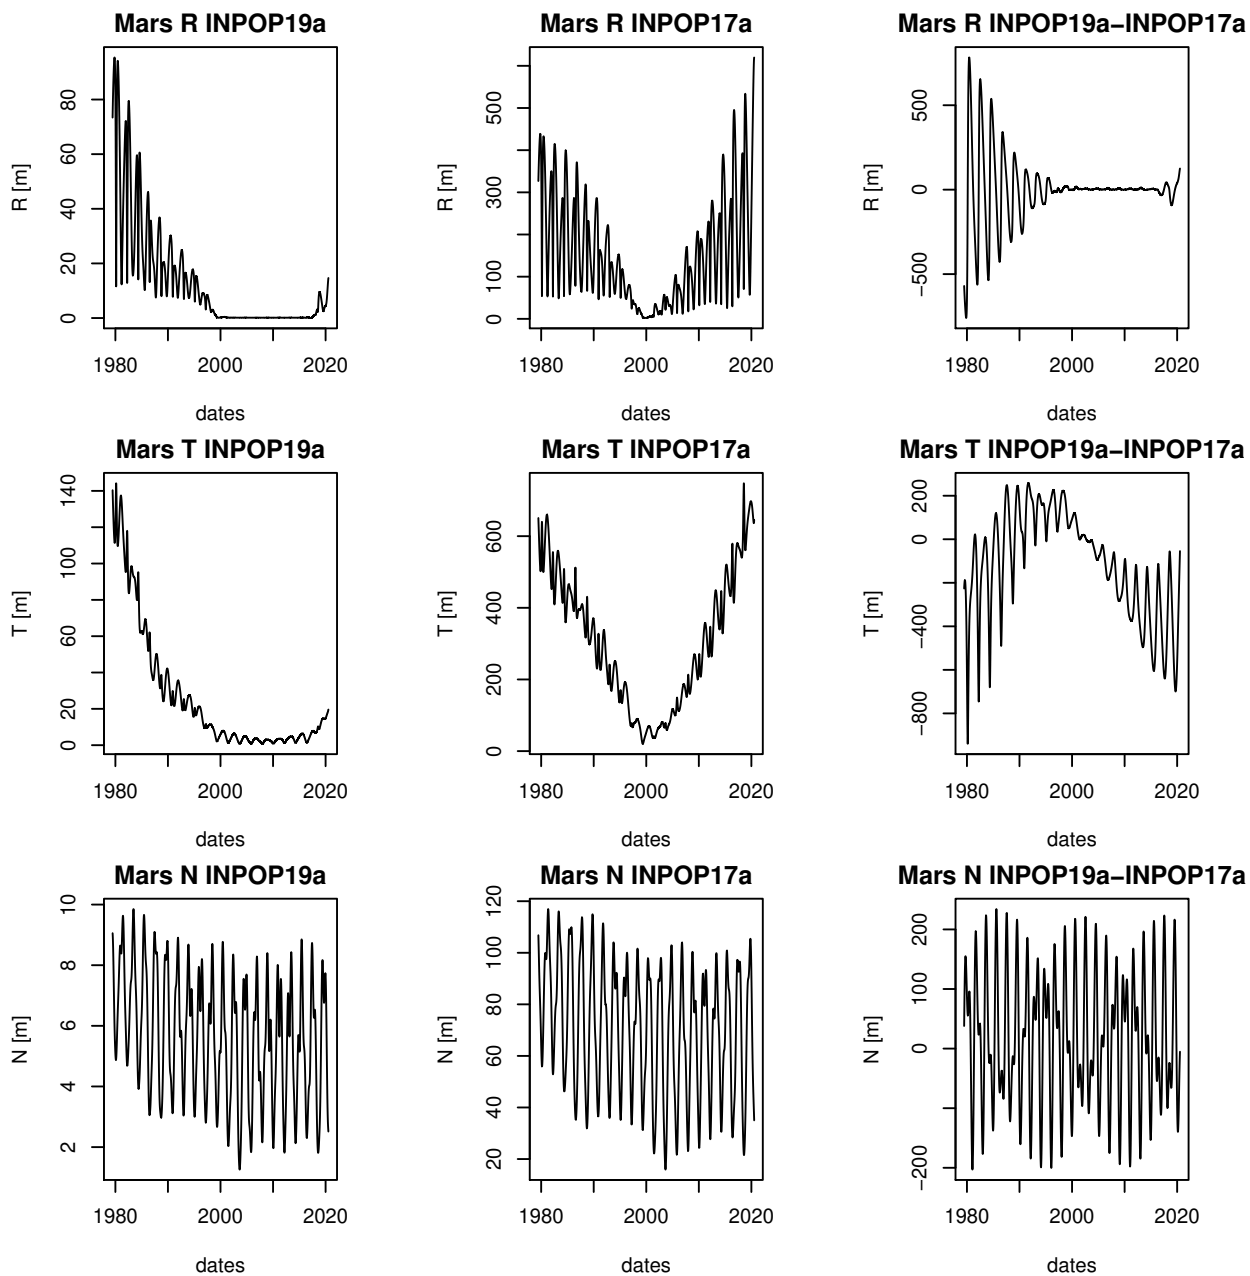 Mars R INPOP19a
R [m]
0 20 40 60 80
1980 2000 2020
dates
Mars R INPOP17a
R [m]
0 100 300 500
1980 2000 2020
dates
Mars R INPOP19a−INPOP17a
R [m]
−500 0 500
1980 2000 2020
dates
Mars T INPOP19a
T [m]
0 20 60 100 140
1980 2000 2020
dates
Mars T INPOP17a
T [m]
0 200 400 600
1980 2000 2020
dates
Mars T INPOP19a−INPOP17a
T [m]
−800 −400 0 200
1980 2000 2020
dates
Mars N INPOP19a
N [m]
2 4 6 8 10
1980 2000 2020
dates
Mars N INPOP17a
N [m]
20 40 60 80 100 120
1980 2000 2020
dates
Mars N INPOP19a−INPOP17a
N [m]
−200 0 100 200
1980 2000 2020
dates